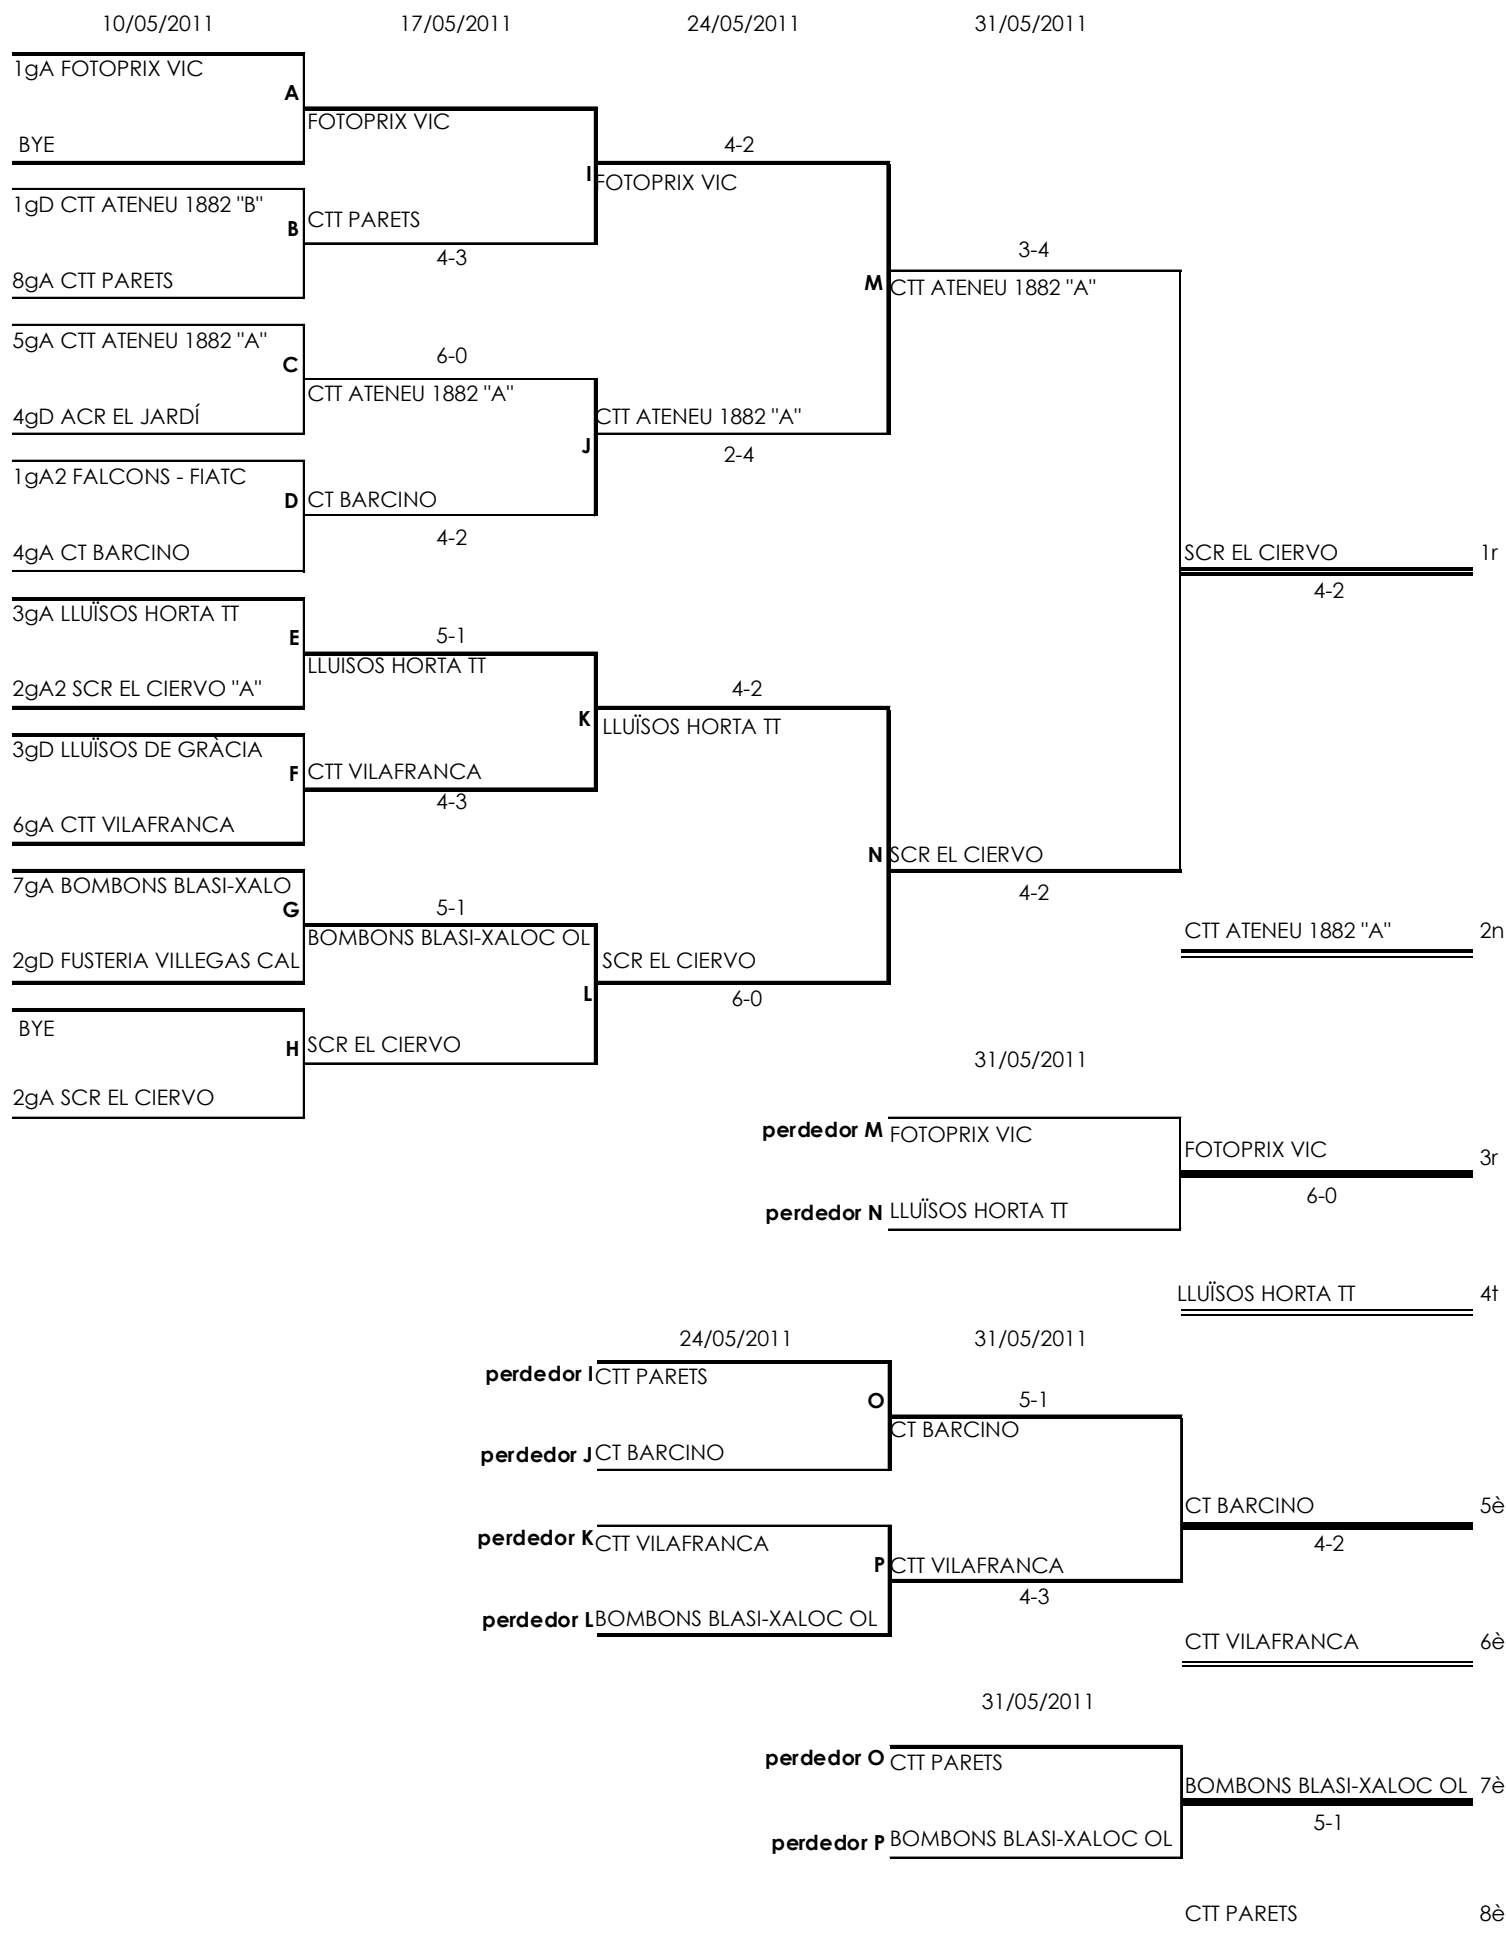 10/05/2011 17/05/2011 24/05/2011 31/05/2011
1gA FOTOPRIX VIC
A
FOTOPRIX VIC
BYE
4-2
I
FOTOPRIX VIC
1gD CTT ATENEU 1882 "B"
B
CTT PARETS
4-3
8gA CTT PARETS
3-4
M
CTT ATENEU 1882 "A"
5gA CTT ATENEU 1882 "A"
C
6-0
CTT ATENEU 1882 "A"
4gD ACR EL JARDÍ
CTT ATENEU 1882 "A"
J
2-4
1gA2 FALCONS - FIATC
D
CT BARCINO
4-2
4gA CT BARCINO
SCR EL CIERVO 1r
4-2
3gA LLUÏSOS HORTA TT
E
5-1
LLUISOS HORTA TT
2gA2 SCR EL CIERVO "A"
4-2
K
LLUÏSOS HORTA TT
3gD LLUÏSOS DE GRÀCIA
F
CTT VILAFRANCA
4-3
6gA CTT VILAFRANCA
N
SCR EL CIERVO
4-2
7gA BOMBONS BLASI-XALO
G
5-1
BOMBONS BLASI-XALOC OL
CTT ATENEU 1882 "A" 2n
2gD FUSTERIA VILLEGAS CAL
SCR EL CIERVO
L
6-0
BYE
H
SCR EL CIERVO
2gA SCR EL CIERVO
31/05/2011
perdedor M FOTOPRIX VIC
FOTOPRIX VIC 3r
6-0
perdedor N LLUÏSOS HORTA TT
LLUÏSOS HORTA TT 4t
24/05/2011 31/05/2011
perdedor I CTT PARETS
O
5-1
CT BARCINO
perdedor J CT BARCINO
CT BARCINO 5è
4-2
perdedor K CTT VILAFRANCA
P
CTT VILAFRANCA
4-3
perdedor L BOMBONS BLASI-XALOC OL
CTT VILAFRANCA 6è
31/05/2011
perdedor O CTT PARETS
BOMBONS BLASI-XALOC OL 7è
5-1
perdedor P BOMBONS BLASI-XALOC OL
CTT PARETS 8è